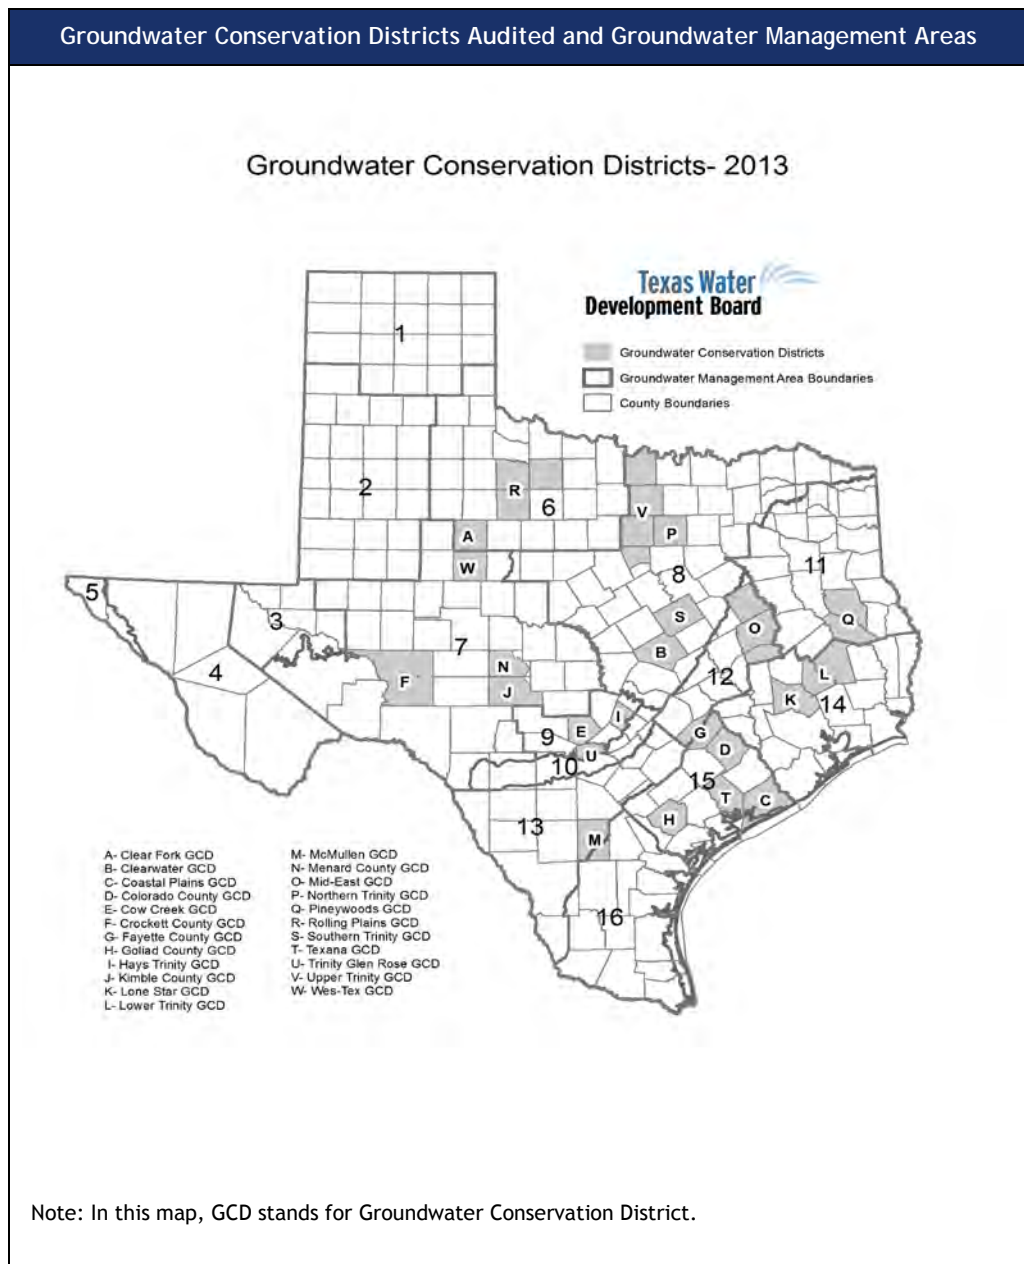 Groundwater Conservation Districts Audited and Groundwater Management Areas
Groundwater Conservation Districts- 2013
Texas Water
Development Board
Groundwater Conservation Districts
Groundwater Management Area Boundaries
County Boundaries
1
2
R
6
V
P
A
W
8
11
5
3
7
S
O
Q
B
4
F
N
J
12
L
K
14
I
E
9
U
10
G
D
15
T
C
H
13
M
16
A- Clear Fork GCD
B- Clearwater GCD
C- Coastal Plains GCD
D- Colorado County GCD
E- Cow Creek GCD
F- Crockett County GCD
G- Fayette County GCD
H- Goliad County GCD
I- Hays Trinity GCD
J- Kimble County GCD
K- Lone Star GCD
L- Lower Trinity GCD
M- McMullen GCD
N- Menard County GCD
O- Mid-East GCD
P- Northern Trinity GCD
Q- Pineywoods GCD
R- Rolling Plains GCD
S- Southern Trinity GCD
T- Texana GCD
U- Trinity Glen Rose GCD
V- Upper Trinity GCD
W- Wes-Tex GCD
Note: In this map, GCD stands for Groundwater Conservation District.